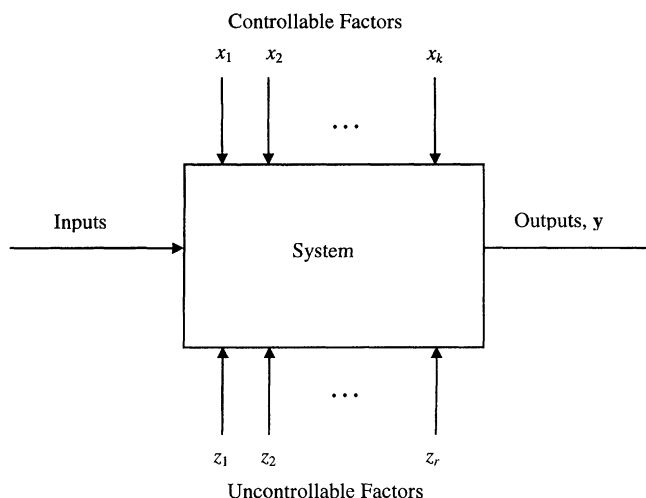 Controllable Factors
x1 x2 xk
...
Inputs
System
Outputs, y
...
z1 z2 zr
Uncontrollable Factors